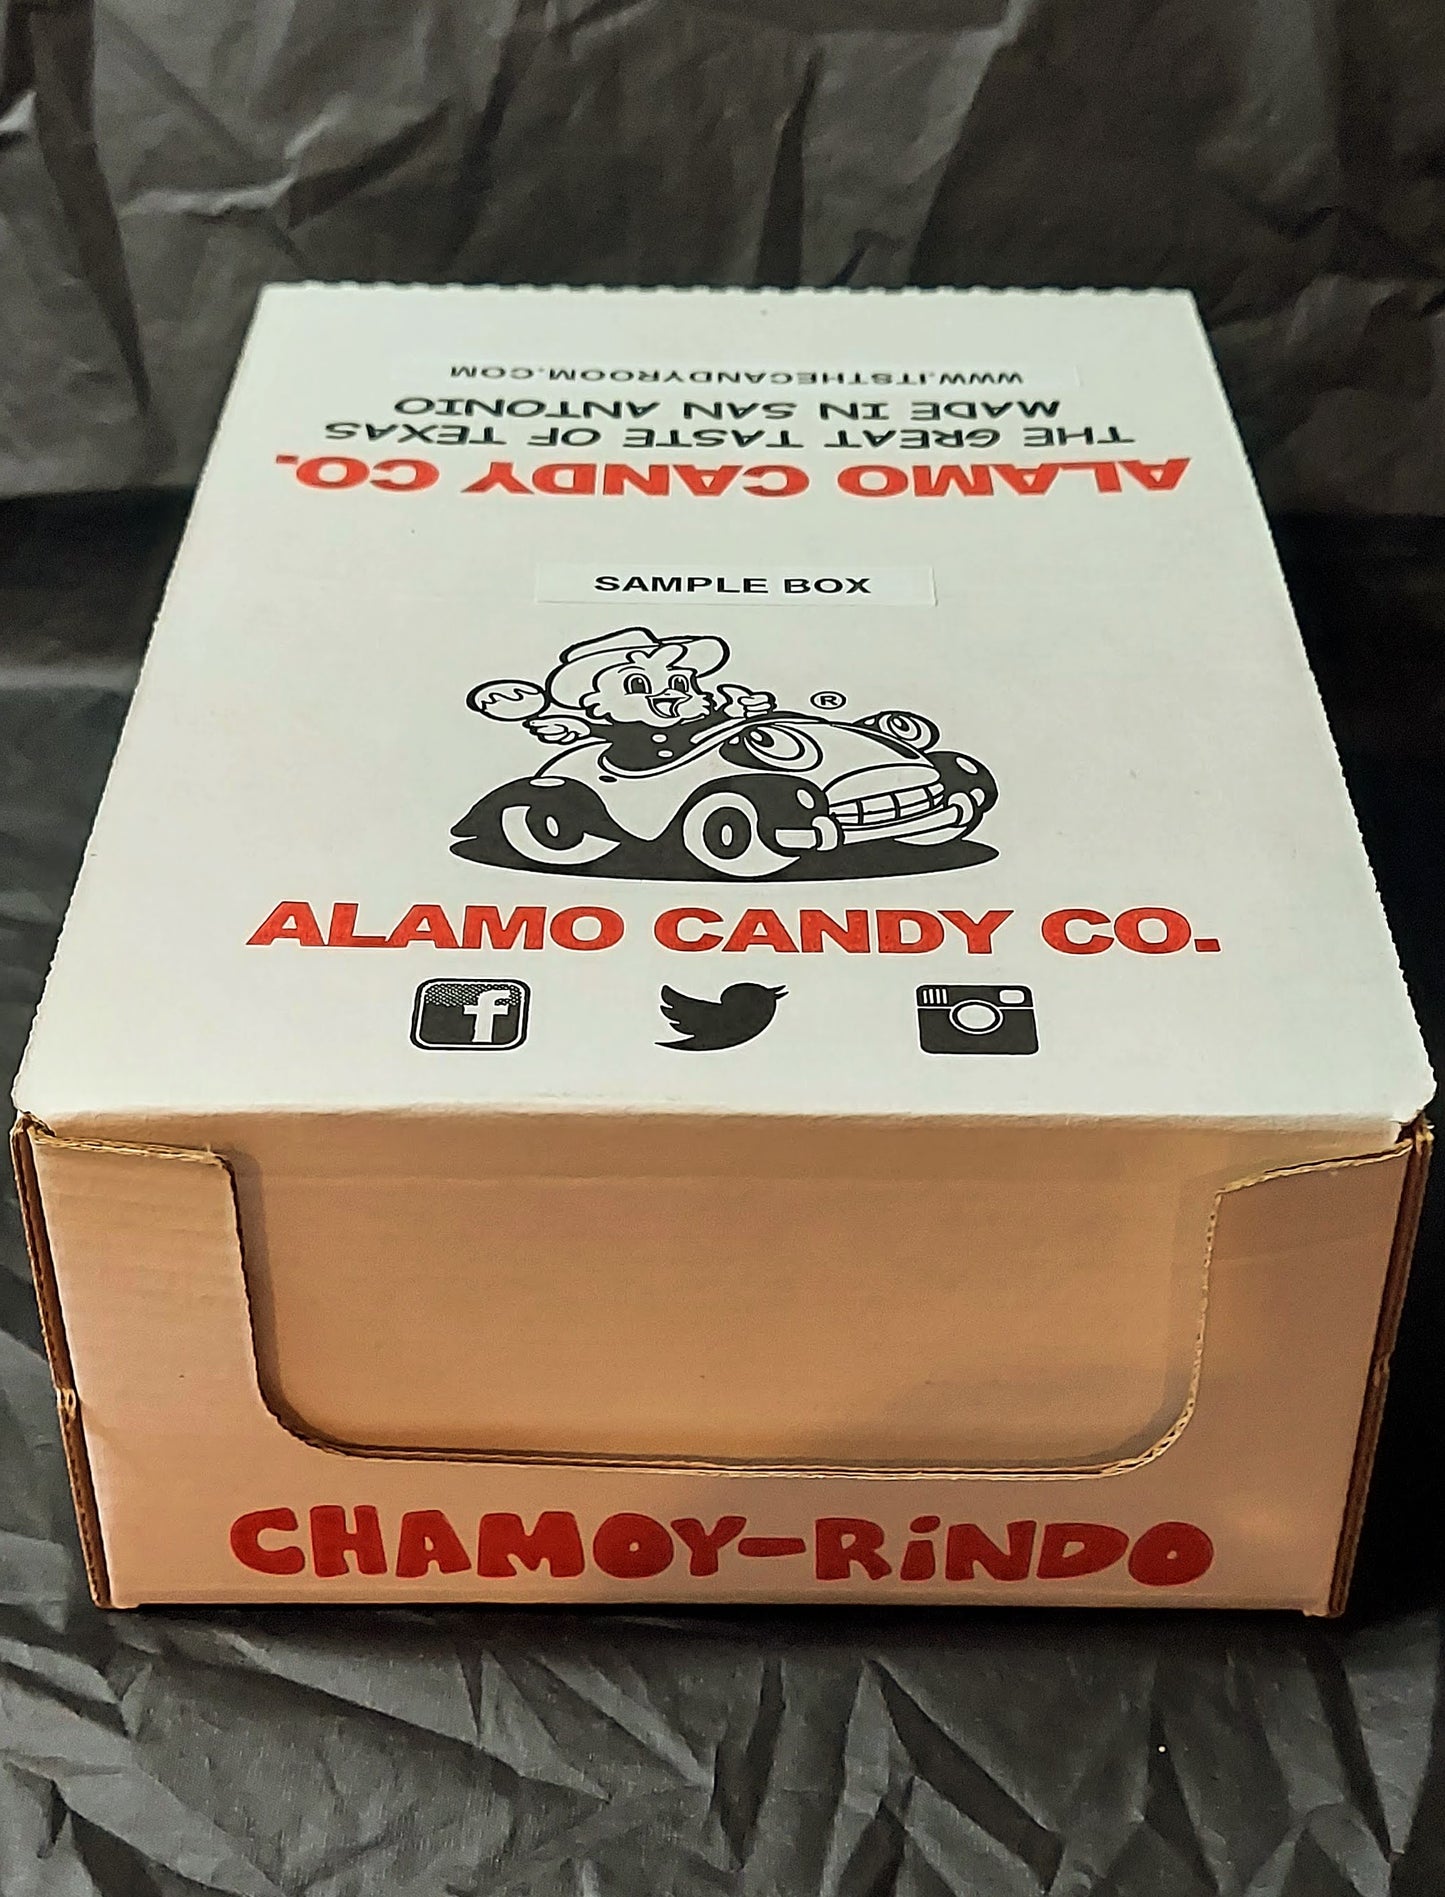 WWW.ITSTHECANDYROOM.COM
MADE IN SAN ANTONIO
THE GREAT TASTE OF TEXAS
ALAMO CANDY CO.
SAMPLE BOX
®
ALAMO CANDY CO.
f
CHAMOY-RiNDO